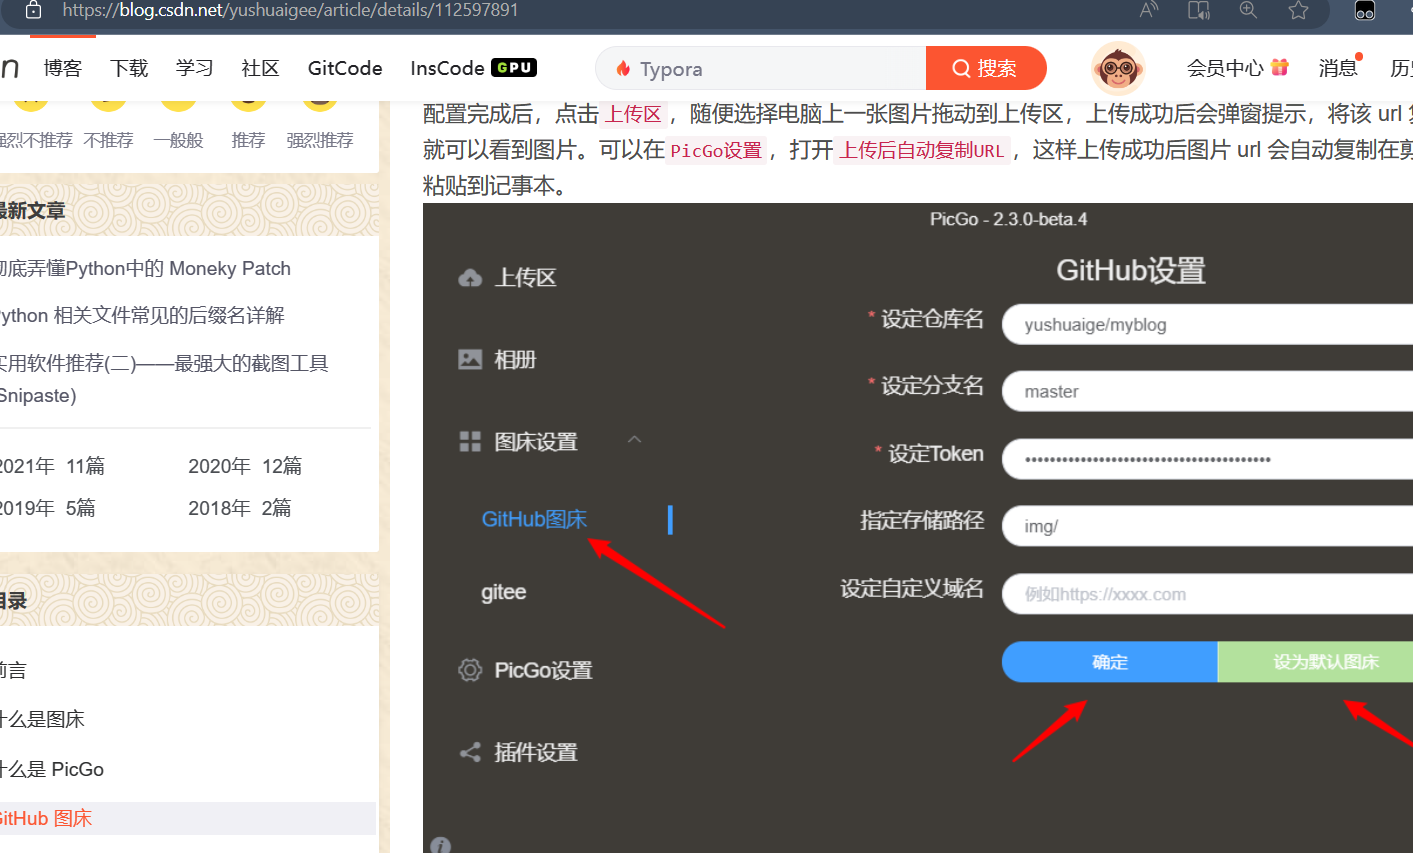 https://blog.csdn.net/yushuaigee/article/details/112597891
博客 下载 学习 社区 GitCode InsCode GPU Typora 搜索 会员中心 消息
强烈不推荐 不推荐 一般般 推荐 强烈推荐
最新文章
彻底弄懂Python中的 Moneky Patch
Python 相关文件常见的后缀名详解
实用软件推荐(二)——最强大的截图工具
Snipaste)
2021年 11篇 2020年 12篇
2019年 5篇 2018年 2篇
目录
前言
什么是图床
什么是 PicGo
GitHub 图床
配置完成后，点击 上传区 ，随便选择电脑上一张图片拖动到上传区，上传成功后会弹窗提示，将该 url
就可以看到图片。可以在 PicGo设置 ，打开 上传后自动复制URL ，这样上传成功后图片 url 会自动复制在剪
粘贴到记事本。
PicGo - 2.3.0-beta.4
上传区
相册
图床设置
GitHub图床
gitee
PicGo设置
插件设置
GitHub设置
* 设定仓库名 yushuaige/myblog
* 设定分支名 master
* 设定Token ••••••••••••••••••••••••••••••••••••••••
指定存储路径 img/
设定自定义域名 例如https://xxxx.com
确定 设为默认图床